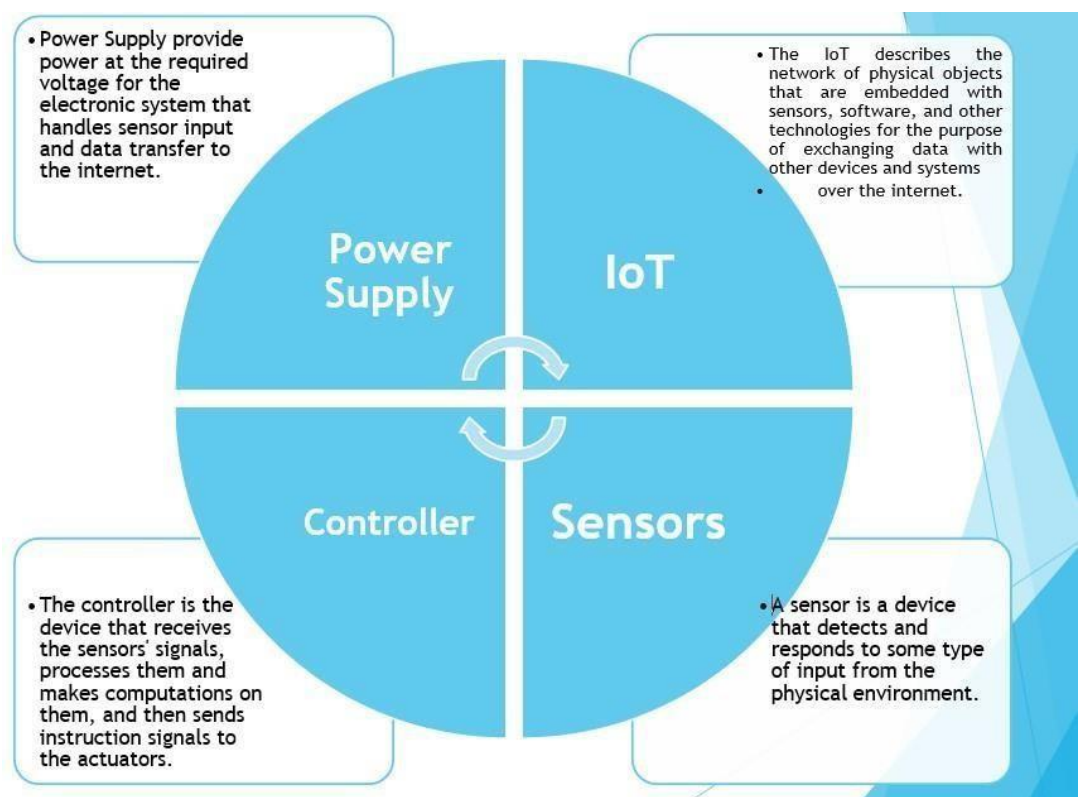 • Power Supply provide
power at the required
voltage for the
electronic system that
handles sensor input
and data transfer to
the internet.
• The IoT describes the
network of physical objects
that are embedded with
sensors, software, and other
technologies for the purpose
of exchanging data with
other devices and systems
• over the internet.
Power
Supply
IoT
Controller
Sensors
• The controller is the
device that receives
the sensors' signals,
processes them and
makes computations on
them, and then sends
instruction signals to
the actuators.
• A sensor is a device
that detects and
responds to some type
of input from the
physical environment.